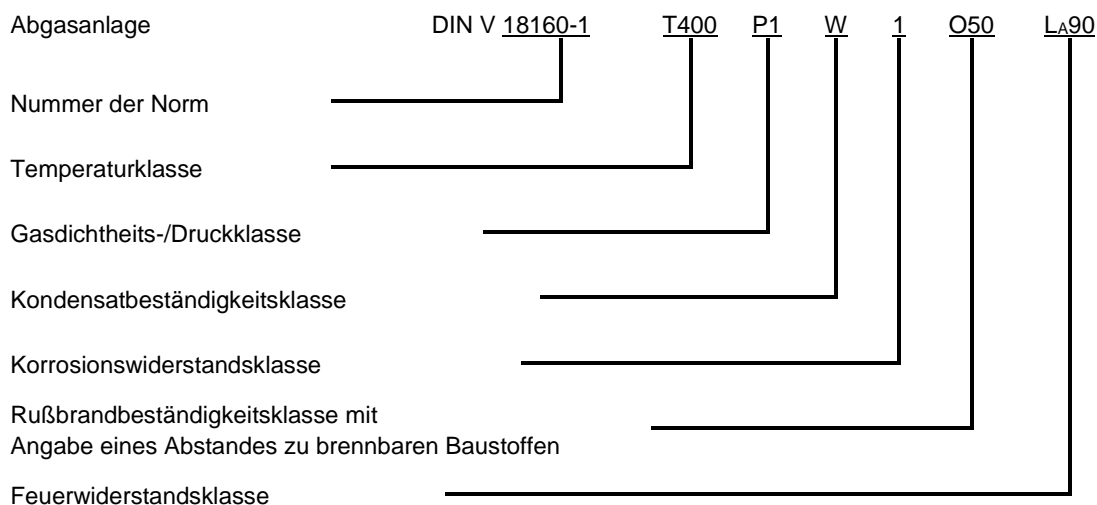 Abgasanlage DIN V 18160-1 T400 P1 W 1 O50 LA90
Nummer der Norm
Temperaturklasse
Gasdichtheits-/Druckklasse
Kondensatbeständigkeitsklasse
Korrosionswiderstandsklasse
Rußbrandbeständigkeitsklasse mit
Angabe eines Abstandes zu brennbaren Baustoffen
Feuerwiderstandsklasse